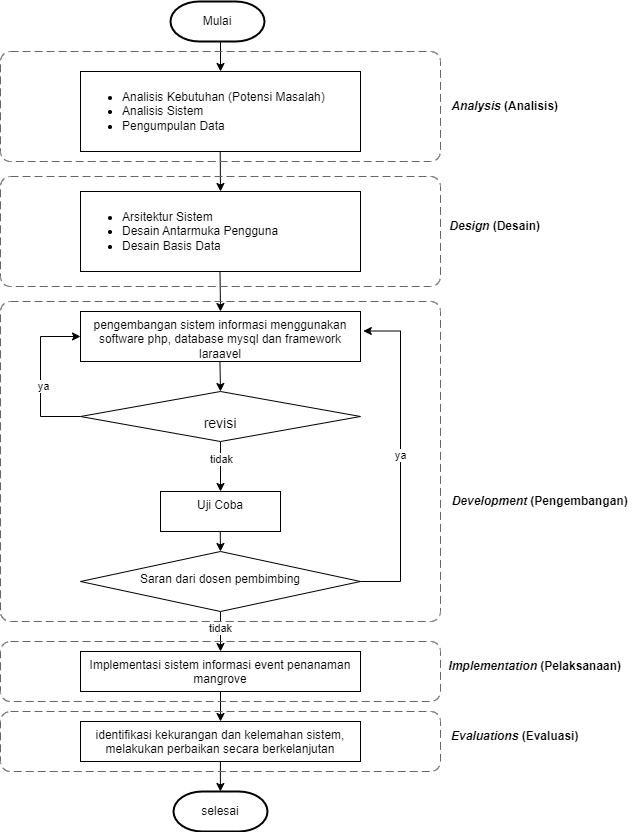 Mulai
Analisis Kebutuhan (Potensi Masalah)
Analisis Sistem
Pengumpulan Data
Analysis (Analisis)
Arsitektur Sistem
Desain Antarmuka Pengguna
Desain Basis Data
Design (Desain)
pengembangan sistem informasi menggunakan
software php, database mysql dan framework
laraavel
ya
revisi
tidak
ya
Uji Coba
Development (Pengembangan)
Saran dari dosen pembimbing
tidak
Implementasi sistem informasi event penanaman
mangrove
Implementation (Pelaksanaan)
identifikasi kekurangan dan kelemahan sistem,
melakukan perbaikan secara berkelanjutan
Evaluations (Evaluasi)
selesai